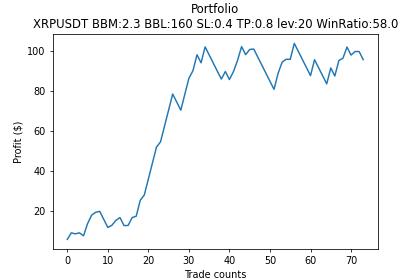 Portfolio
XRPUSDT BBM:2.3 BBL:160 SL:0.4 TP:0.8 lev:20 WinRatio:58.0
100
80
60
40
20
Profit ($)
0 10 20 30 40 50 60 70
Trade counts